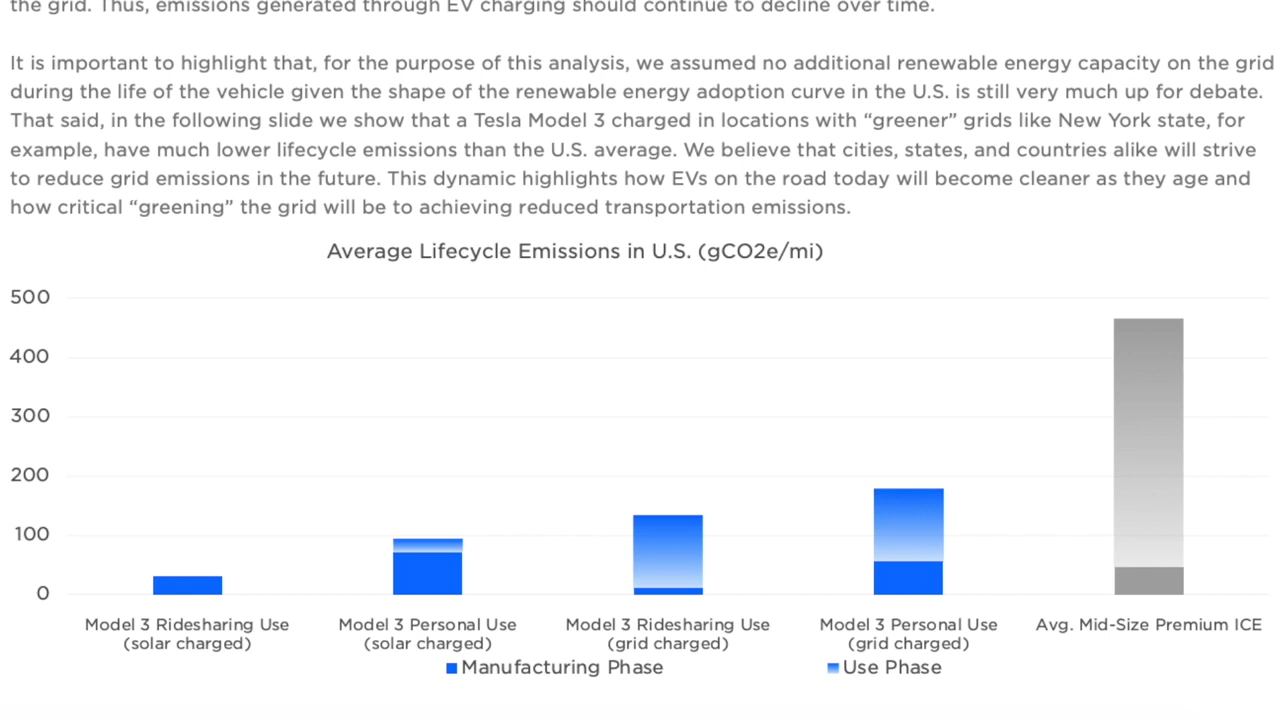 the grid. Thus, emissions generated through EV charging should continue to decline over time.
It is important to highlight that, for the purpose of this analysis, we assumed no additional renewable energy capacity on the grid
during the life of the vehicle given the shape of the renewable energy adoption curve in the U.S. is still very much up for debate.
That said, in the following slide we show that a Tesla Model 3 charged in locations with “greener” grids like New York state, for
example, have much lower lifecycle emissions than the U.S. average. We believe that cities, states, and countries alike will strive
to reduce grid emissions in the future. This dynamic highlights how EVs on the road today will become cleaner as they age and
how critical “greening” the grid will be to achieving reduced transportation emissions.
Average Lifecycle Emissions in U.S. (gCO2e/mi)
500
400
300
200
100
0
Model 3 Ridesharing Use
(solar charged)
Model 3 Personal Use
(solar charged)
Model 3 Ridesharing Use
(grid charged)
Model 3 Personal Use
(grid charged)
Avg. Mid-Size Premium ICE
Manufacturing Phase
Use Phase